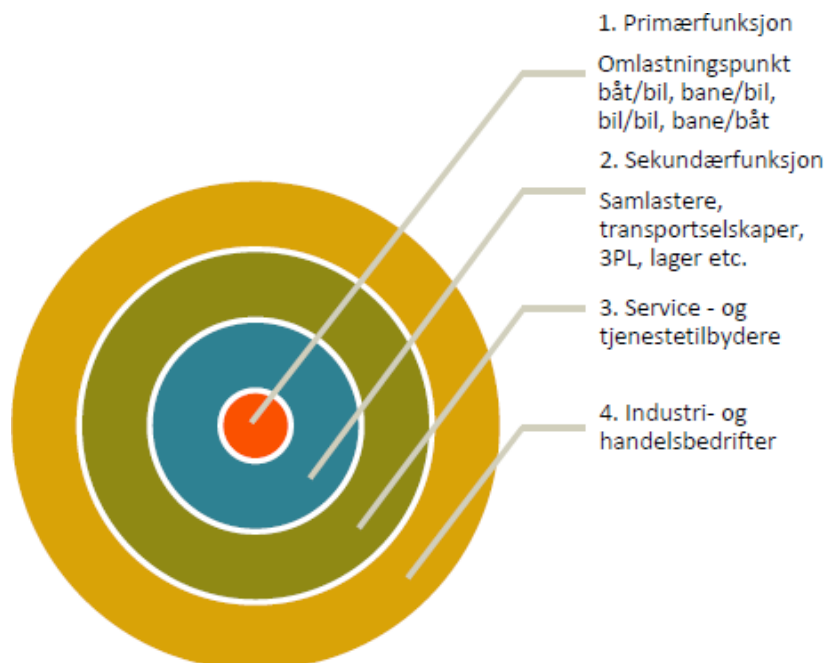 1. Primærfunksjon
Omlastningspunkt
båt/bil, bane/bil,
bil/bil, bane/båt
2. Sekundærfunksjon
Samlastere,
transportselskaper,
3PL, lager etc.
3. Service - og
tjenestetilbydere
4. Industri- og
handelsbedrifter